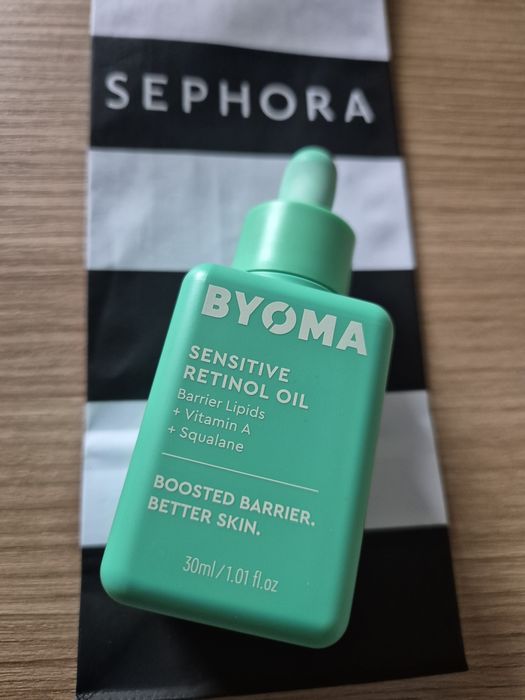 SEPHORA
BYOMA
SENSITIVE
RETINOL OIL
Barrier Lipids
+ Vitamin A
+ Squalane
BOOSTED BARRIER.
BETTER SKIN.
30ml/1.01 fl.oz